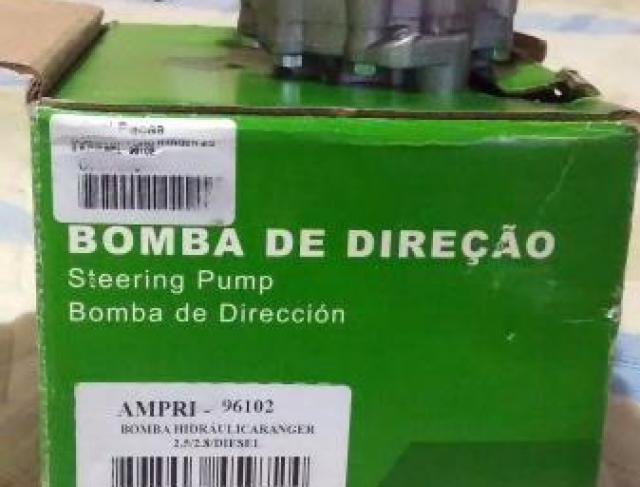 BOMBA DE DIREÇÃO
Steering Pump
Bomba de Dirección
AMPRI - 96102
BOMBA HIDRÁULICARANGER
2.5/2.8/DIESEL